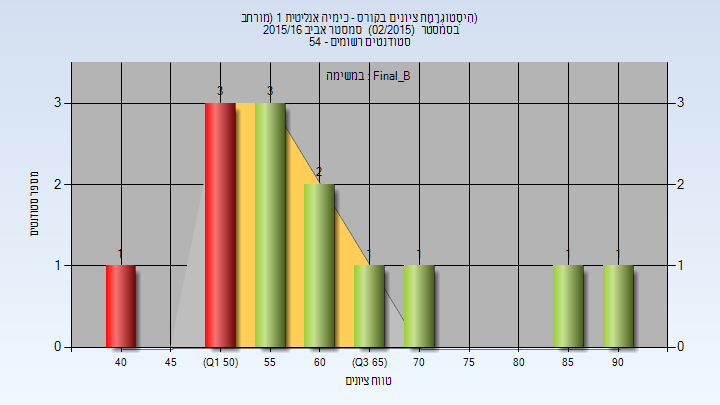 (היסטוגרמת ציונים בקורס - כימיה אנליטית 1 (מורחב
בסמסטר (02/2015) סמסטר אביב 2015/16
סטודנטים רשומים - 54
במשימה : Final_B
מספר סטודנטים
3 3 2 1 1 1 1 1
3 3
2 2
1 1
0 0
40 45 (Q1 50) 55 60 (Q3 65) 70 75 80 85 90
טווח ציונים